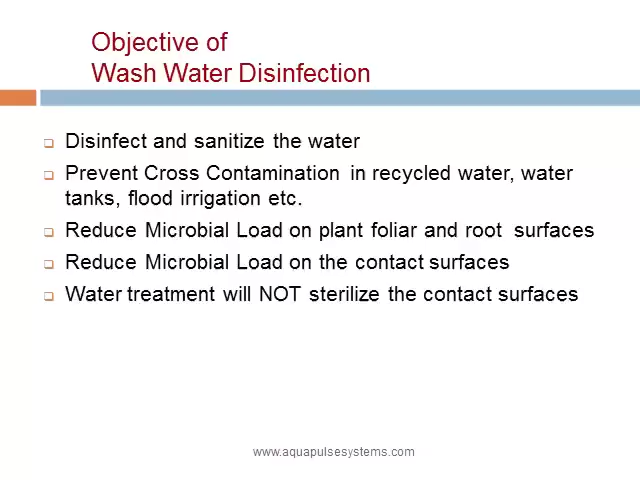 Objective of
Wash Water Disinfection
Disinfect and sanitize the water
Prevent Cross Contamination in recycled water, water
tanks, flood irrigation etc.
Reduce Microbial Load on plant foliar and root surfaces
Reduce Microbial Load on the contact surfaces
Water treatment will NOT sterilize the contact surfaces
www.aquapulsesystems.com